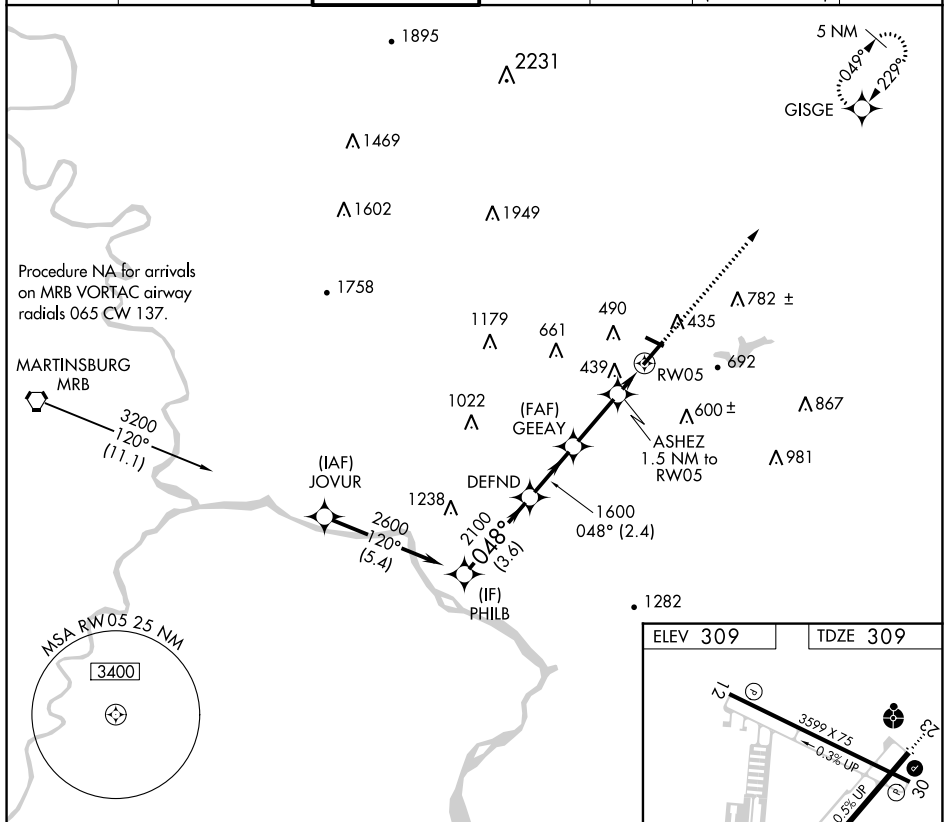 1895
2231
5 NM
049°
229°
GISGE
1469
1602
1949
1758
Procedure NA for arrivals
on MRB VORTAC airway
radials 065 CW 137.
782 ±
490
435
1179
661
439
RW05
692
MARTINSBURG
MRB
3200
120°
(11.1)
1022
(FAF)
GEEAY
600 ±
867
ASHEZ
1.5 NM to
RW05
981
(IAF)
JOVUR
1238
DEFND
1600
048° (2.4)
2600
120°
(5.4)
2100
048°
(3.6)
(IF)
PHILB
1282
MSA RW05 25 NM
3400
ELEV 309
TDZE 309
12
P
3599 X 75
0.3% UP
23
P
P
30
0.5% UP